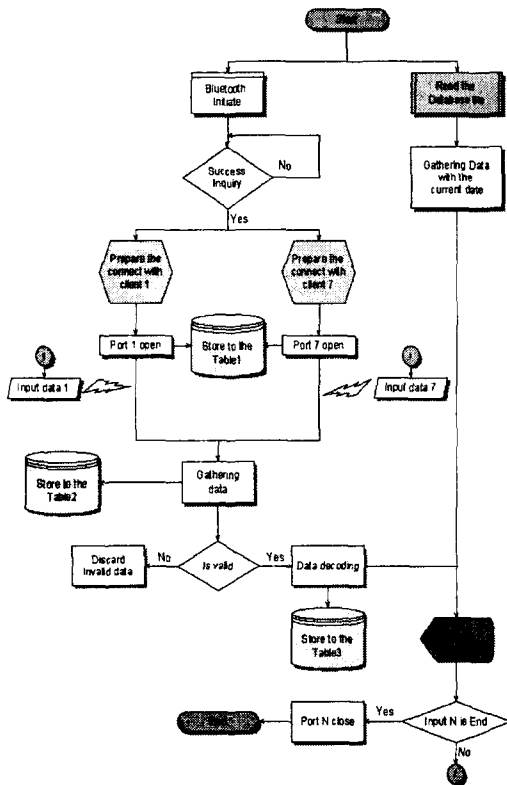 Start
Bluetooth
Initiate
Read the
Database file
Gathering Data
with the
current date
Success
Inquiry
No
Yes
Prepare the
connect with
client 1
Prepare the
connect with
client 7
Port 1 open
Store to the
Table1
Port 7 open
Input data 1
Input data 7
Gathering
data
Store to the
Table2
Discard
Invalid data
No
Is valid
Yes
Data decoding
Store to the
Table3
Port N close
Yes
Input N is End
No